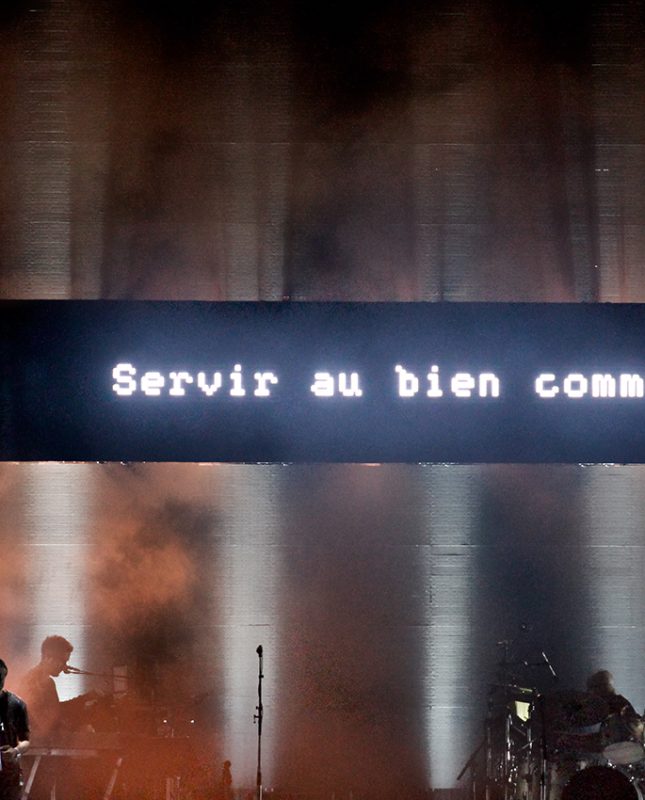 Servir au bien comm